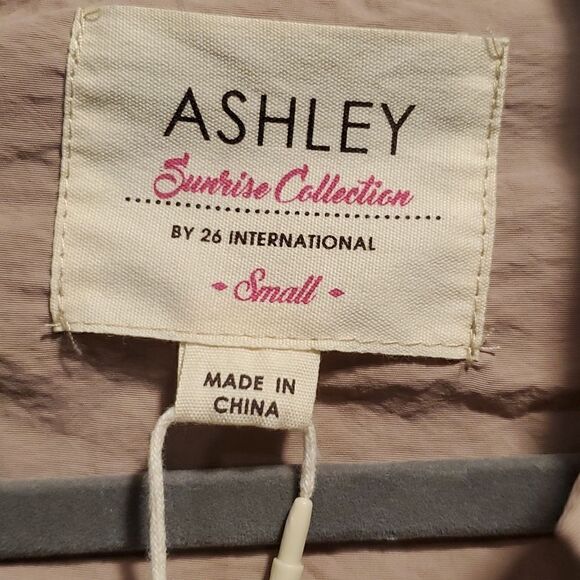 ASHLEY
Sunrise Collection
BY 26 INTERNATIONAL
- Small -
MADE IN
CHINA